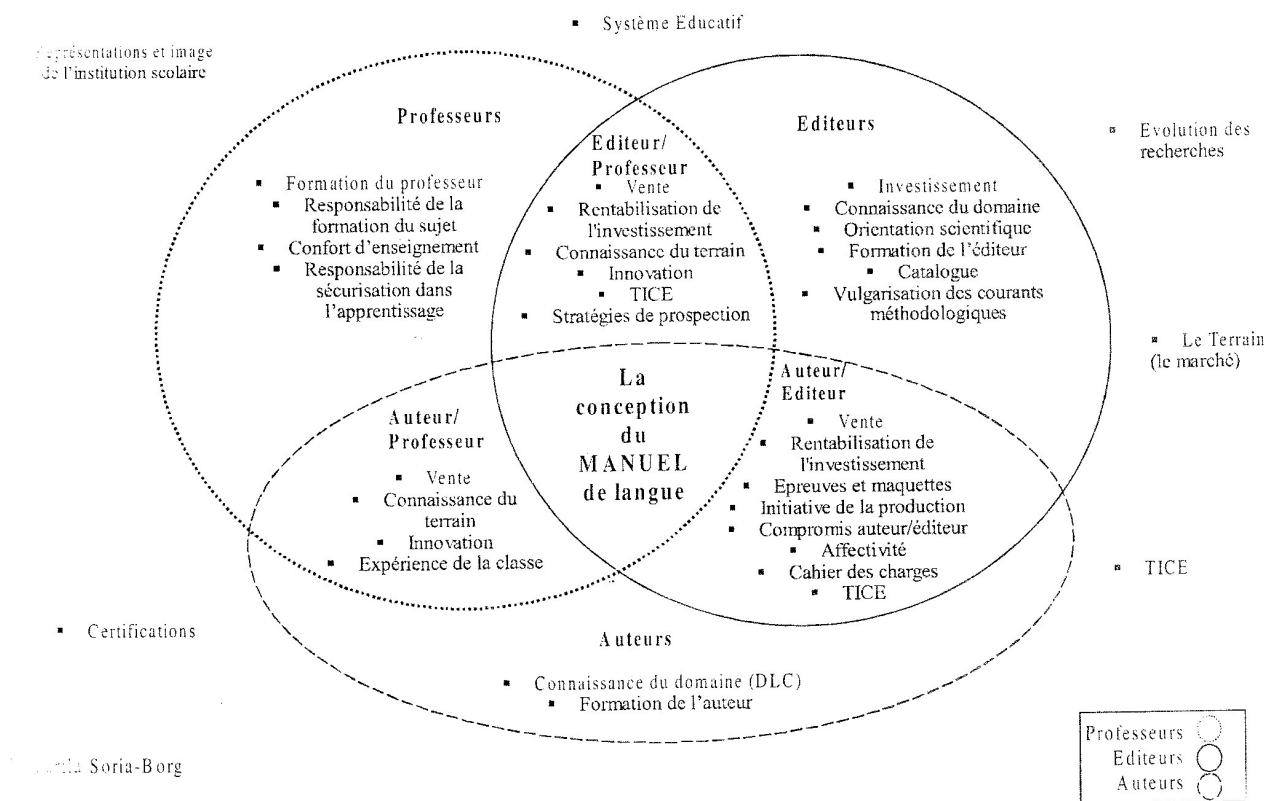 ▪ Système Educatif
Représentations et image
de l'institution scolaire
Professeurs
▪ Formation du professeur
▪ Responsabilité de la
formation du sujet
▪ Confort d'enseignement
▪ Responsabilité de la
sécurisation dans
l'apprentissage
Editeur/
Professeur
▪ Vente
▪ Rentabilisation de
l'investissement
▪ Connaissance du terrain
▪ Innovation
▪ TICE
▪ Stratégies de prospection
Editeurs
▪ Investissement
▪ Connaissance du domaine
▪ Orientation scientifique
▪ Formation de l'éditeur
▪ Catalogue
▪ Vulgarisation des courants
méthodologiques
▪ Evolution des
recherches
▪ Le Terrain
(le marché)
Auteur/
Professeur
▪ Vente
▪ Connaissance du
terrain
▪ Innovation
▪ Expérience de la classe
La
conception
du
MANUEL
de langue
Auteur/
Editeur
▪ Vente
▪ Rentabilisation de
l'investissement
▪ Epreuves et maquettes
▪ Initiative de la production
▪ Compromis auteur/éditeur
▪ Affectivité
▪ Cahier des charges
▪ TICE
▪ TICE
▪ Certifications
Auteurs
▪ Connaissance du domaine (DLC)
▪ Formation de l'auteur
Soria-Borg
Professeurs
Editeurs
Auteurs